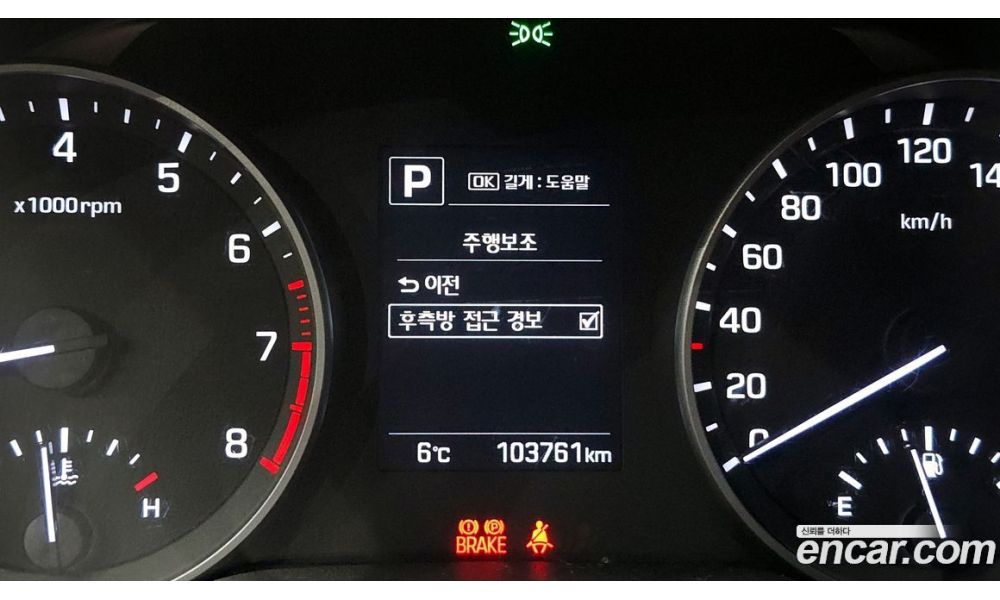 4
5
6
7
8
x1000rpm
H
P
OK 길게 : 도움말
주행보조
이전
후측방 접근 경보
6℃
103761km
BRAKE
0
20
40
60
80
100
120
14
km/h
E
신뢰를 더하다
encar.com